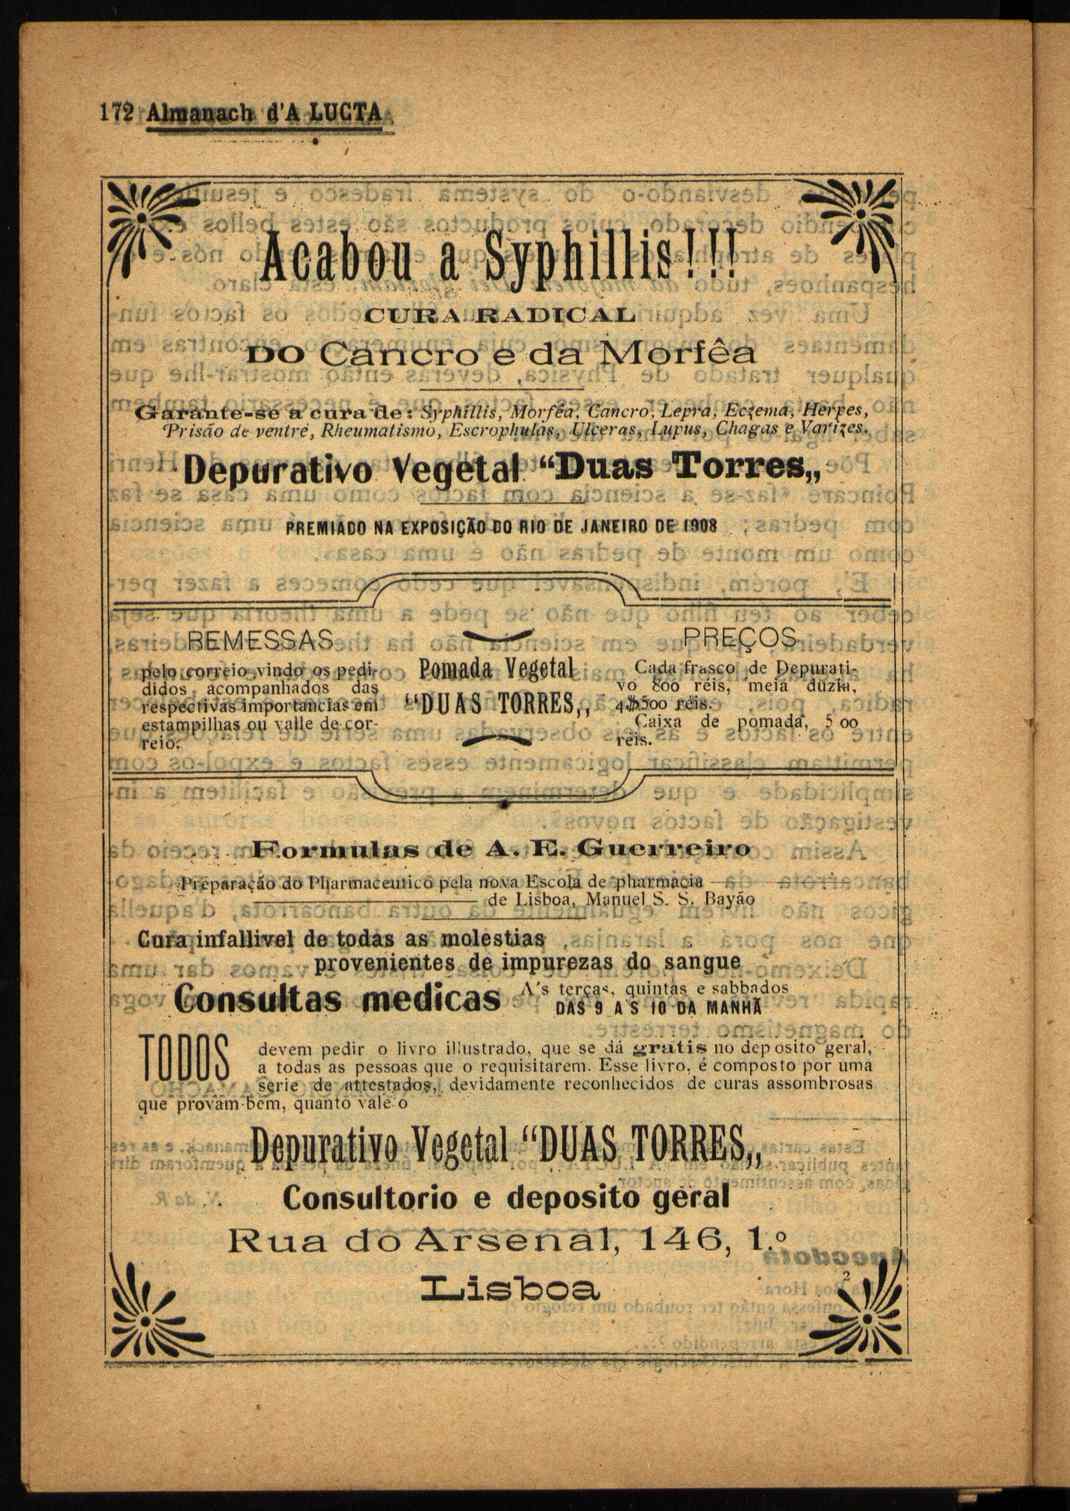 172 Almanach d'A LUCTA
Acabou a Syphillis!!!
CURA RADICAL
DO Cancro e da Morfêa
Garante-se a cura de: Syphillis, Morfêa, Cancro, Lepra, Eczema, Herpes,
Prisão de ventre, Rheumatismo, Escrophulas, Ulceras, Lupus, Chagas e Varizes.
Depurativo Vegetal “Duas Torres„
PREMIADO NA EXPOSIÇÃO DO RIO DE JANEIRO DE 1908
REMESSAS
pelo correio vindo os pedi-
didos acompanhados das
respectivas importancias em
estampilhas ou valle de cor-
reio.
Pomada Vegetal
“DUAS TORRES„
PREÇOS
Cada frasco de Depurati-
vo 800 réis, meia duzia,
4$500 réis.
Caixa de pomada, 500
réis.
Formulas de A. E. Guerreiro
Preparação do Pharmaceutico pela nova Escola de pharmacia
de Lisboa, Manuel S. S. Bayão
Cura infallivel de todas as molestias
provenientes de impurezas do sangue
Consultas medicas A's terças, quintas e sabbados
DAS 9 A S 10 DA MANHÃ
TODOS devem pedir o livro illustrado, que se dá gratis no deposito geral,
a todas as pessoas que o requisitarem. Esse livro, é composto por uma
serie de attestados, devidamente reconhecidos de curas assombrosas
que provam bem, quanto vale o
Depurativo Vegetal “DUAS TORRES„
Consultorio e deposito geral
Rua do Arsenal, 146, 1.º
Lisboa
2